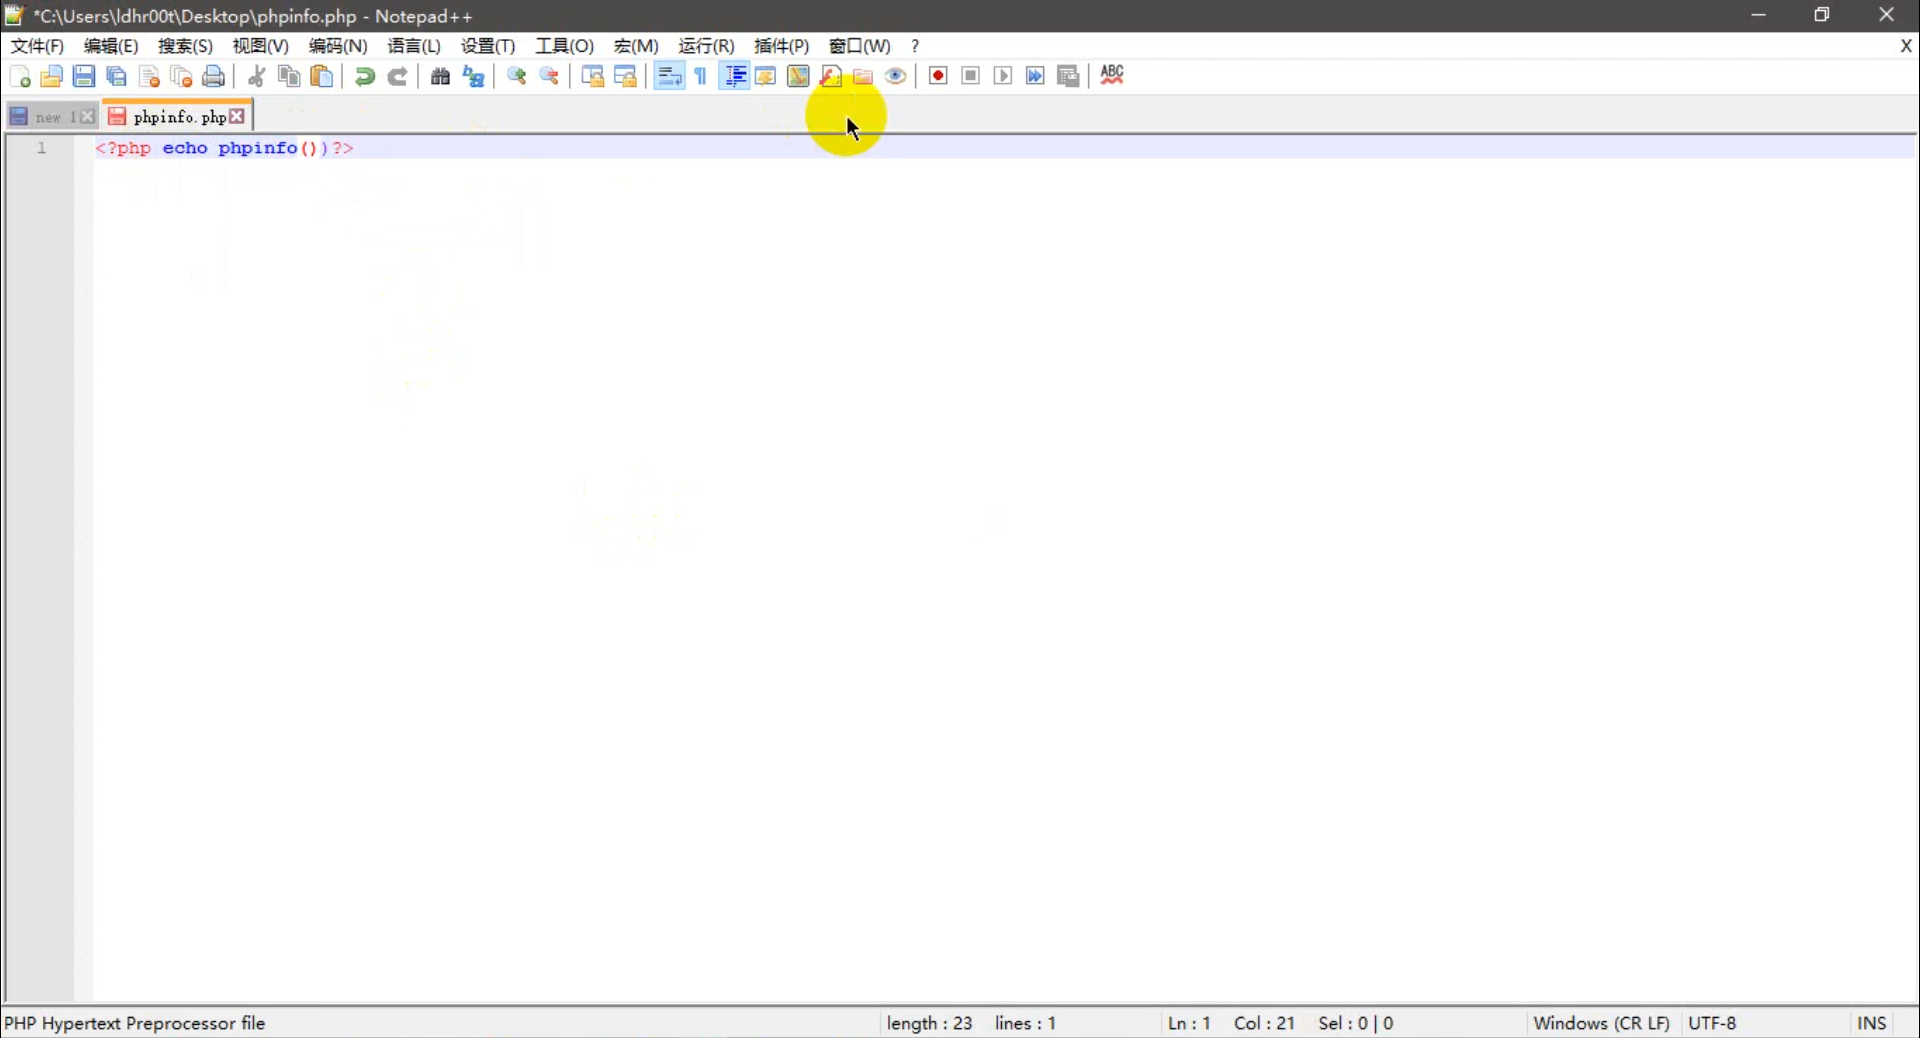 *C:\Users\ldhr00t\Desktop\phpinfo.php - Notepad++
文件(F) 编辑(E) 搜索(S) 视图(V) 编码(N) 语言(L) 设置(T) 工具(O) 宏(M) 运行(R) 插件(P) 窗口(W) ? X
ABC
new 1 phpinfo.php
1 <?php echo phpinfo())?>
PHP Hypertext Preprocessor file length : 23 lines : 1 Ln : 1 Col : 21 Sel : 0 | 0 Windows (CR LF) UTF-8 INS